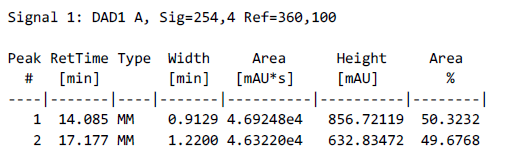 Signal 1: DAD1 A, Sig=254,4 Ref=360,100
Peak RetTime Type  Width     Area      Height     Area
  #   [min]        [min]   [mAU*s]     [mAU]        %
----|-------|----|-------|----------|----------|--------|
   1  14.085 MM    0.9129 4.69248e4  856.72119  50.3232
   2  17.177 MM    1.2200 4.63220e4  632.83472  49.6768